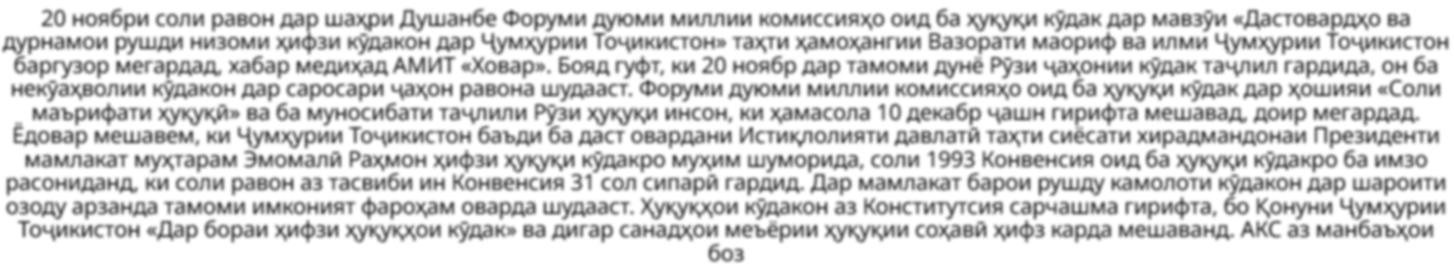 20 ноябри соли равон дар шаҳри Душанбе Форуми дуюми миллии комиссияҳо оид ба ҳуқуқи кӯдак дар мавзӯи «Дастовардҳо ва
дурнамои рушди низоми ҳифзи кӯдакон дар Ҷумҳурии Тоҷикистон» таҳти ҳамоҳангии Вазорати маориф ва илми Ҷумҳурии Тоҷикистон
баргузор мегардад, хабар медиҳад АМИТ «Ховар». Бояд гуфт, ки 20 ноябр дар тамоми дунё Рӯзи ҷаҳонии кӯдак таҷлил гардида, он ба
некӯаҳволии кӯдакон дар саросари ҷаҳон равона шудааст. Форуми дуюми миллии комиссияҳо оид ба ҳуқуқи кӯдак дар ҳошияи «Соли
маърифати ҳуқуқӣ» ва ба муносибати таҷлили Рӯзи ҳуқуқи инсон, ки ҳамасола 10 декабр ҷашн гирифта мешавад, доир мегардад.
Ёдовар мешавем, ки Ҷумҳурии Тоҷикистон баъди ба даст овардани Истиқлолияти давлатӣ таҳти сиёсати хирадмандонаи Президенти
мамлакат муҳтарам Эмомалӣ Раҳмон ҳифзи ҳуқуқи кӯдакро муҳим шуморида, соли 1993 Конвенсия оид ба ҳуқуқи кӯдакро ба имзо
расониданд, ки соли равон аз тасвиби ин Конвенсия 31 сол сипарӣ гардид. Дар мамлакат барои рушду камолоти кӯдакон дар шароити
озоду арзанда тамоми имконият фароҳам оварда шудааст. Ҳуқуқҳои кӯдакон аз Конститутсия сарчашма гирифта, бо Қонуни Ҷумҳурии
Тоҷикистон «Дар бораи ҳифзи ҳуқуқҳои кӯдак» ва дигар санадҳои меъёрии ҳуқуқии соҳавӣ ҳифз карда мешаванд. АКС аз манбаъҳои
боз